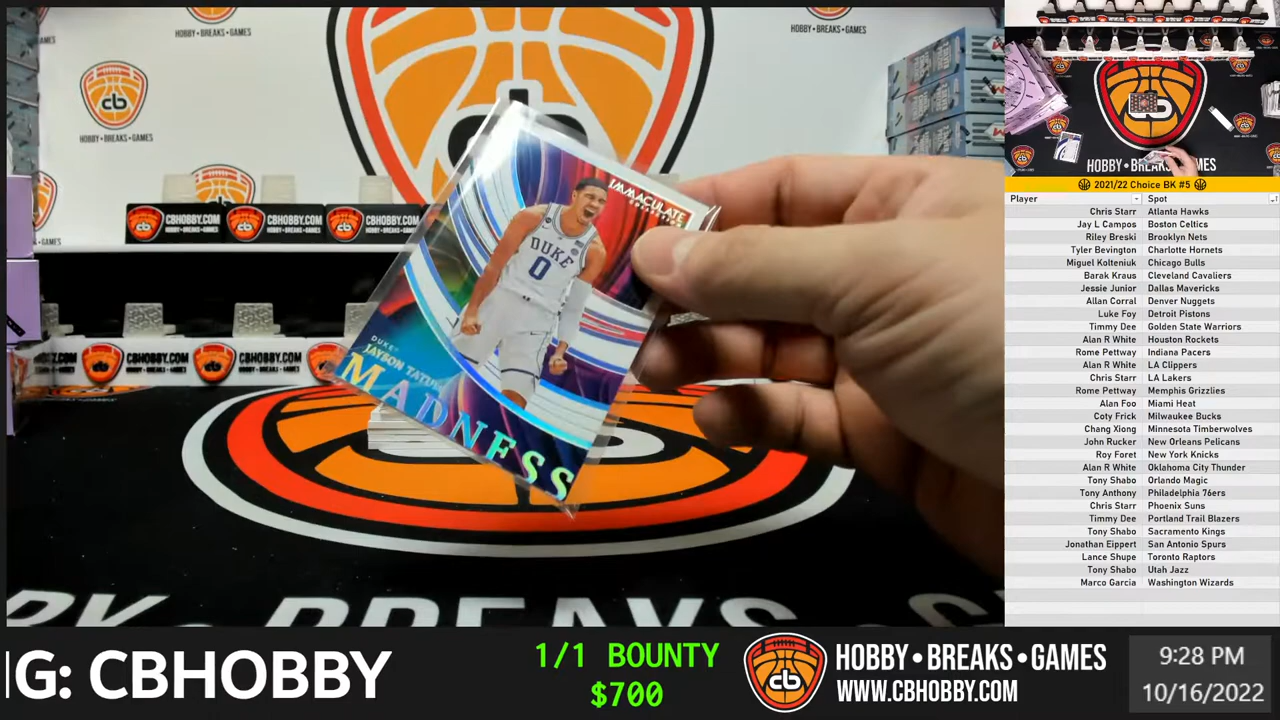 cb
HOBBY • BREAKS • GAMES
IMMACULATE
DUKE
0
DUKE
JAYSON TATUM
MADNESS
CBHOBBY.COM
CBHOBBY.COM
CBHOBBY.COM
CBHOBBY.COM
CBHOBBY.COM
HOBBY • BREAKS • GAMES
2021/22 Choice BK #5
Player Spot
Chris Starr Atlanta Hawks
Jay L Campos Boston Celtics
Riley Breski Brooklyn Nets
Tyler Bevington Charlotte Hornets
Miguel Kolteniuk Chicago Bulls
Barak Kraus Cleveland Cavaliers
Jessie Junior Dallas Mavericks
Allan Corral Denver Nuggets
Luke Foy Detroit Pistons
Timmy Dee Golden State Warriors
Alan R White Houston Rockets
Rome Pettway Indiana Pacers
Alan R White LA Clippers
Chris Starr LA Lakers
Rome Pettway Memphis Grizzlies
Alan Foo Miami Heat
Coty Frick Milwaukee Bucks
Chang Xiong Minnesota Timberwolves
John Rucker New Orleans Pelicans
Roy Foret New York Knicks
Alan R White Oklahoma City Thunder
Tony Shabo Orlando Magic
Tony Anthony Philadelphia 76ers
Chris Starr Phoenix Suns
Timmy Dee Portland Trail Blazers
Tony Shabo Sacramento Kings
Jonathan Eippert San Antonio Spurs
Lance Shupe Toronto Raptors
Tony Shabo Utah Jazz
Marco Garcia Washington Wizards
G: CBHOBBY
1/1 BOUNTY
$700
cb
HOBBY • BREAKS • GAMES
WWW.CBHOBBY.COM
9:28 PM
10/16/2022